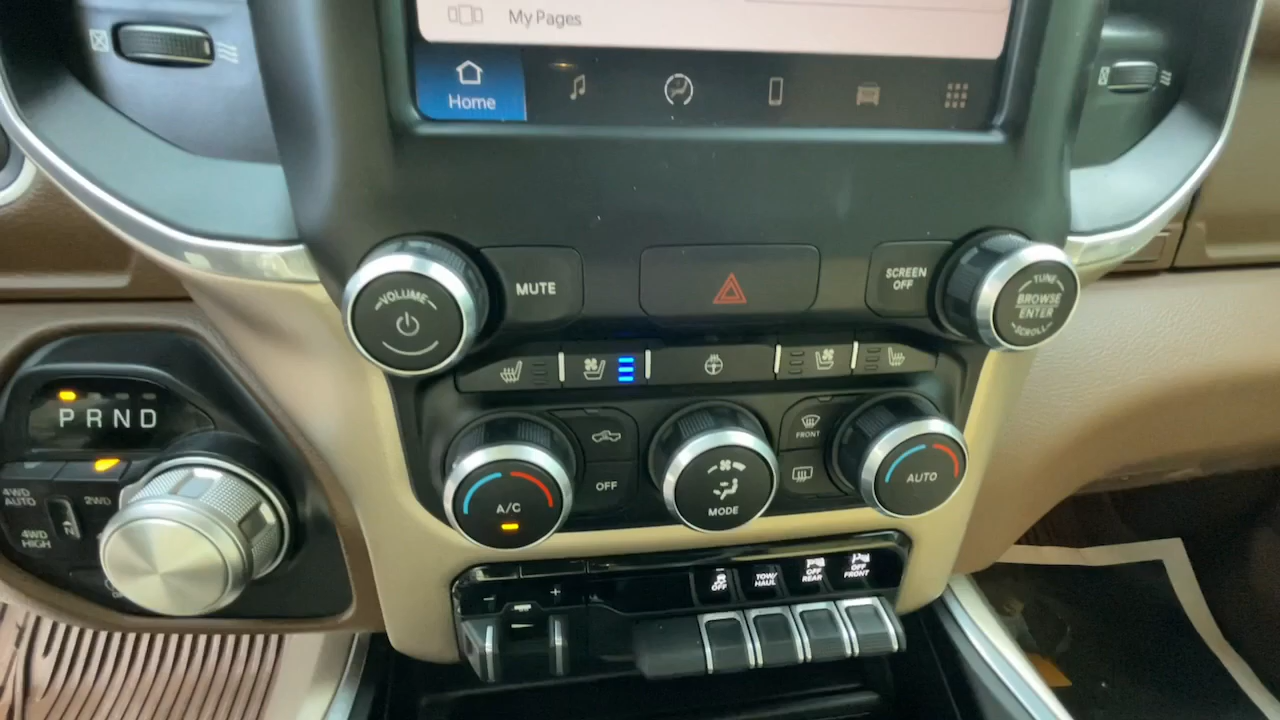 My Pages
Home
VOLUME
MUTE
SCREEN
OFF
TUNE
BROWSE
ENTER
SCROLL
PRND
4WD
AUTO
2WD
4WD
HIGH
A/C
OFF
MODE
FRONT
AUTO
- +
OFF
TOW/
HAUL
OFF
REAR
OFF
FRONT